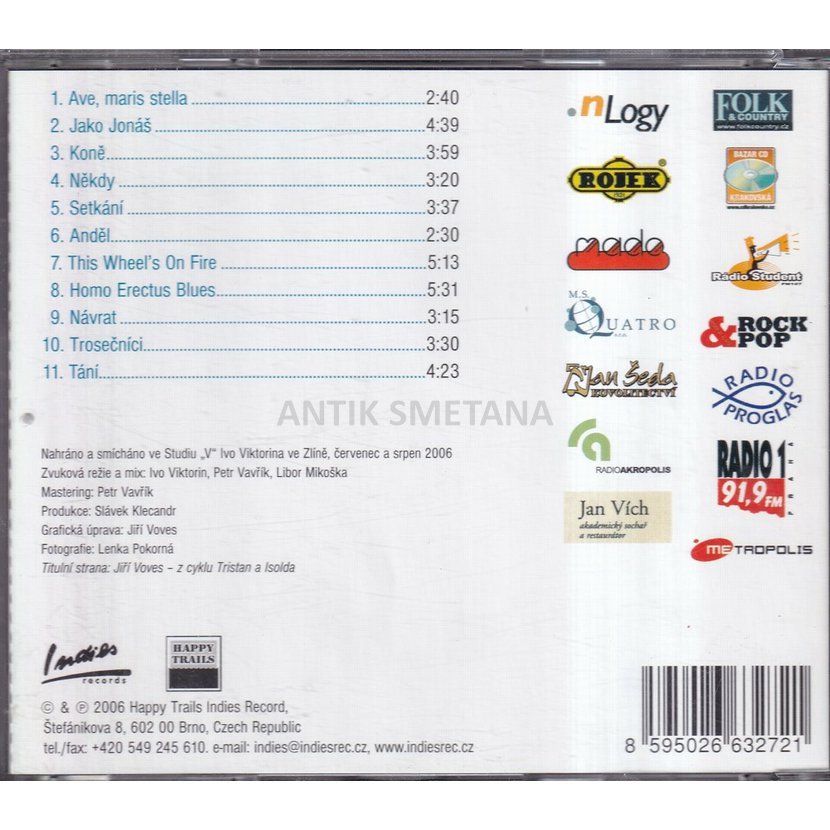 1. Ave, maris stella 2:40
2. Jako Jonáš 4:39
3. Koně 3:59
4. Někdy 3:20
5. Setkání 3:37
6. Anděl 2:30
7. This Wheel's On Fire 5:13
8. Homo Erectus Blues 5:31
9. Návrat 3:15
10. Trosečníci 3:30
11. Tání 4:23
ANTIK SMETANA
Nahráno a smícháno ve Studiu „V“ Ivo Viktorina ve Zlíně, červenec a srpen 2006
Zvuková režie a mix: Ivo Viktorin, Petr Vavřík, Libor Mikoška
Mastering: Petr Vavřík
Produkce: Slávek Klecandr
Grafická úprava: Jiří Voves
Fotografie: Lenka Pokorná
Titulní strana: Jiří Voves – z cyklu Tristan a Isolda
Indies
records
HAPPY
TRAILS
© & ℗ 2006 Happy Trails Indies Record,
Štefánikova 8, 602 00 Brno, Czech Republic
tel./fax: +420 549 245 610. e-mail: indies@indiesrec.cz, www.indiesrec.cz
nLogy
ROJEK
made
M.S.
QUATRO
s.r.o.
Jan Šeda
KOVOLITECTVÍ
RADIOAKROPOLIS
Jan Vích
akademický sochař
a restaurátor
FOLK
& COUNTRY
www.folkcountry.cz
BAZAR CD
KRAKOVSKÁ
Radio Student
FM107
& ROCK
POP
RADIO
PROGLAS
RADIO 1
91,9 FM
PRAHA
METROPOLIS
8 595026 632721